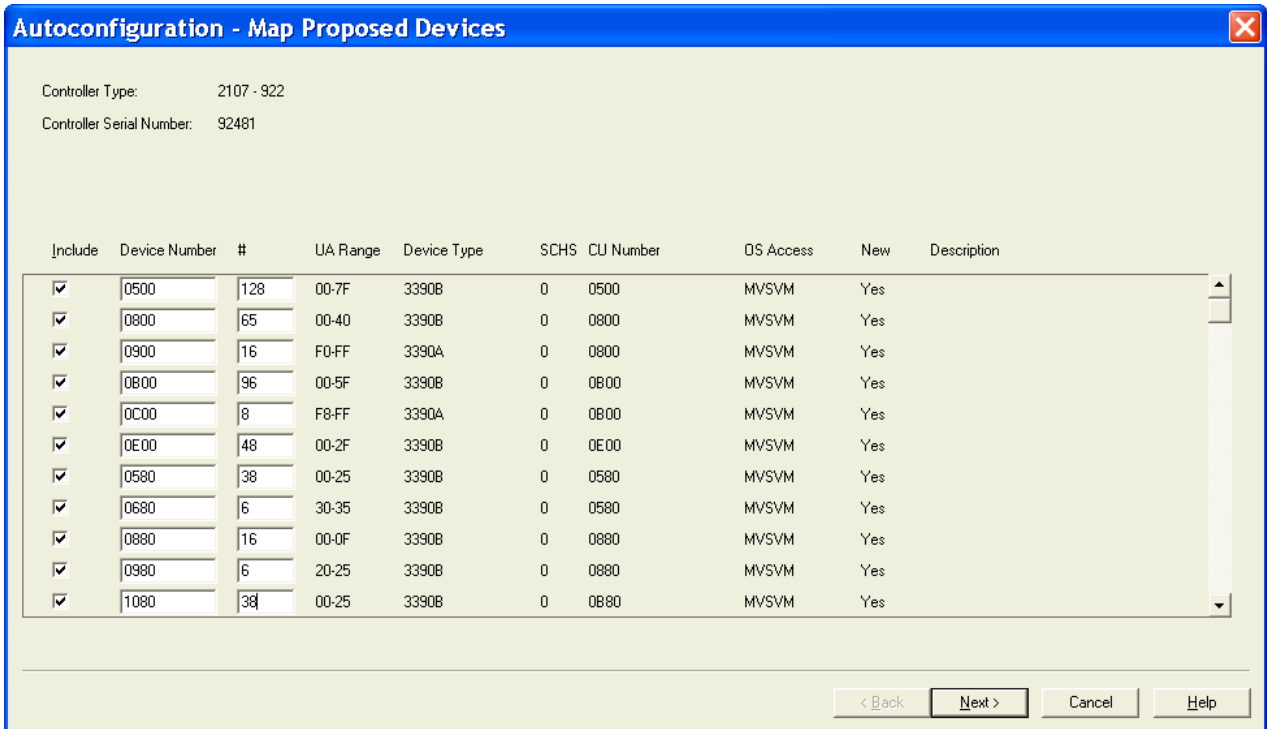 Autoconfiguration - Map Proposed Devices
Controller Type: 2107 - 922
Controller Serial Number: 92481
Include Device Number # UA Range Device Type SCHS CU Number OS Access New Description
0500 128 00-7F 3390B 0 0500 MVSVM Yes
0800 65 00-40 3390B 0 0800 MVSVM Yes
0900 16 F0-FF 3390A 0 0800 MVSVM Yes
0B00 96 00-5F 3390B 0 0B00 MVSVM Yes
0C00 8 F8-FF 3390A 0 0B00 MVSVM Yes
0E00 48 00-2F 3390B 0 0E00 MVSVM Yes
0580 38 00-25 3390B 0 0580 MVSVM Yes
0680 6 30-35 3390B 0 0580 MVSVM Yes
0880 16 00-0F 3390B 0 0880 MVSVM Yes
0980 6 20-25 3390B 0 0880 MVSVM Yes
1080 38 00-25 3390B 0 0B80 MVSVM Yes
< Back Next > Cancel Help